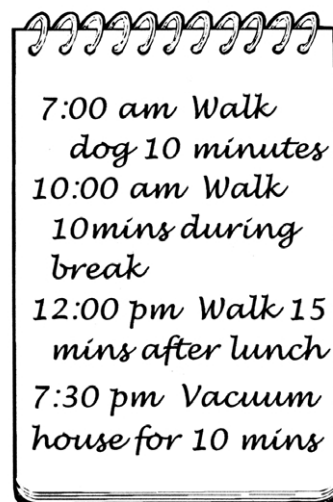 7:00 am Walk
dog 10 minutes
10:00 am Walk
10mins during
break
12:00 pm Walk 15
mins after lunch
7:30 pm Vacuum
house for 10 mins